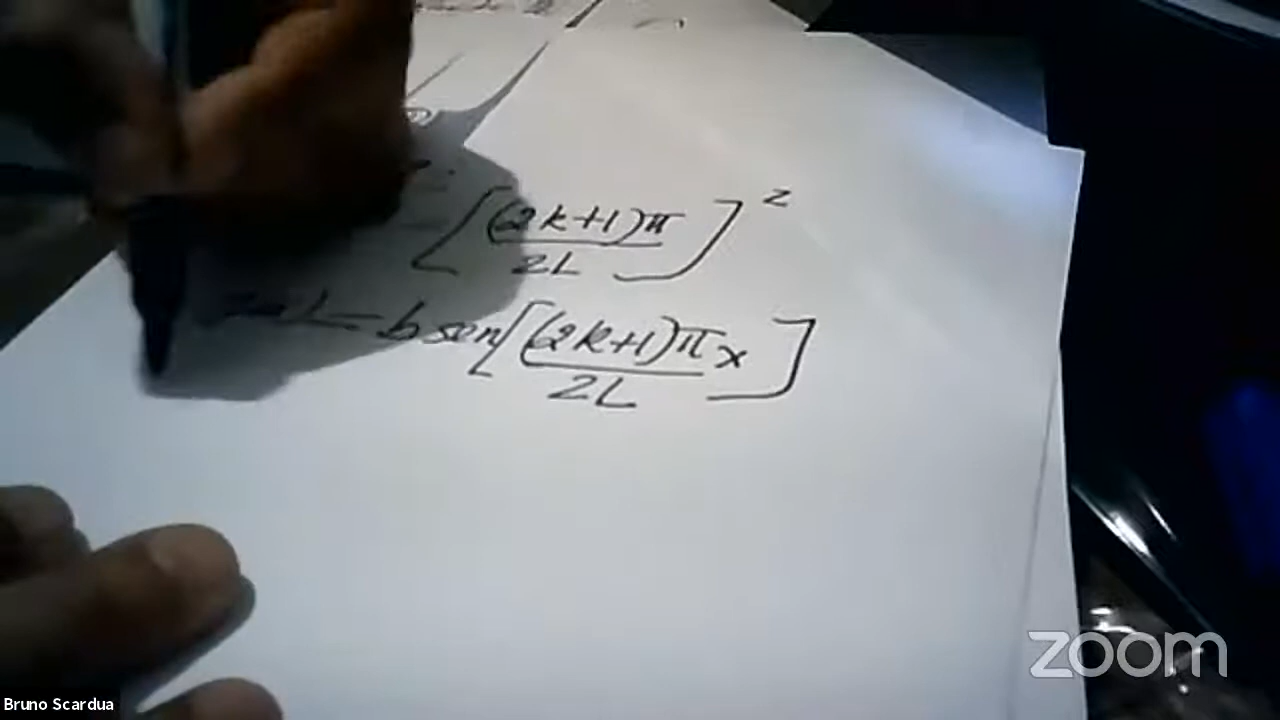 [(2k+1)π / 2L]²
= b sen[(2k+1)πx / 2L]
zoom
Bruno Scardua